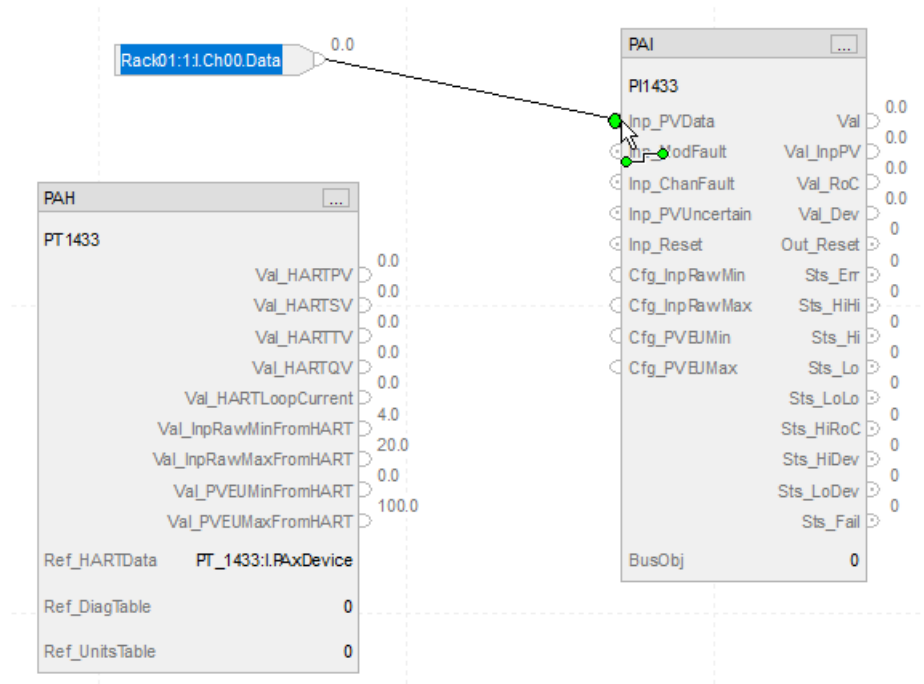 0.0
Rack01:1:I.Ch00.Data
PAI
...
PI1433
Inp_PVData
Val
0.0
Inp_ModFault
Val_InpPV
0.0
Inp_ChanFault
Val_RoC
0.0
Inp_PVUncertain
Val_Dev
0.0
Inp_Reset
Out_Reset
0
Cfg_InpRawMin
Sts_Err
0
Cfg_InpRawMax
Sts_HiHi
0
Cfg_PVEUMin
Sts_Hi
0
Cfg_PVEUMax
Sts_Lo
0
Sts_LoLo
0
Sts_HiRoC
0
Sts_HiDev
0
Sts_LoDev
0
Sts_Fail
0
BusObj
0
PAH
...
PT1433
Val_HARTPV
0.0
Val_HARTSV
0.0
Val_HARTTV
0.0
Val_HARTQV
0.0
Val_HARTLoopCurrent
0.0
Val_InpRawMinFromHART
4.0
Val_InpRawMaxFromHART
20.0
Val_PVEUMinFromHART
0.0
Val_PVEUMaxFromHART
100.0
Ref_HARTData
PT_1433:I.PAxDevice
Ref_DiagTable
0
Ref_UnitsTable
0